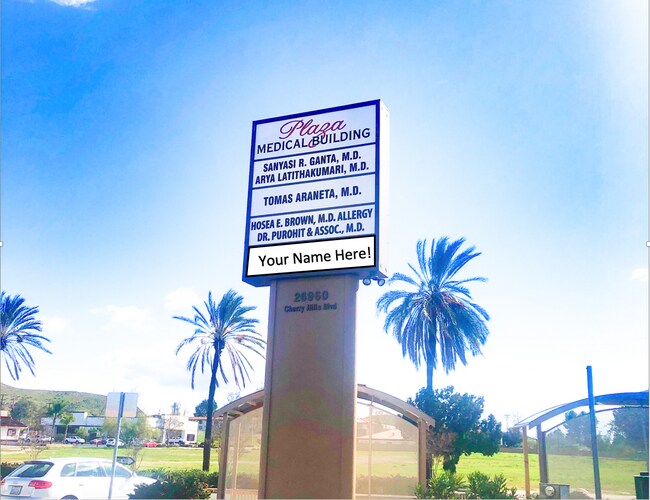 Plaza
MEDICAL BUILDING
SANYASI R. GANTA, M.D.
ARYA LATITHAKUMARI, M.D.
TOMAS ARANETA, M.D.
HOSEA E. BROWN, M.D. ALLERGY
DR. PUROHIT & ASSOC., M.D.
Your Name Here!
26960
Cherry Hills Blvd